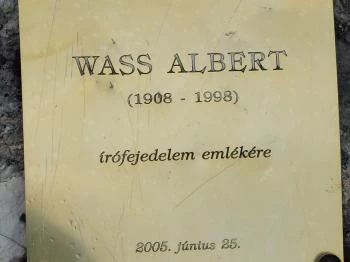 WASS ALBERT
(1908 - 1998)
írófejedelem emlékére
2005. június 25.